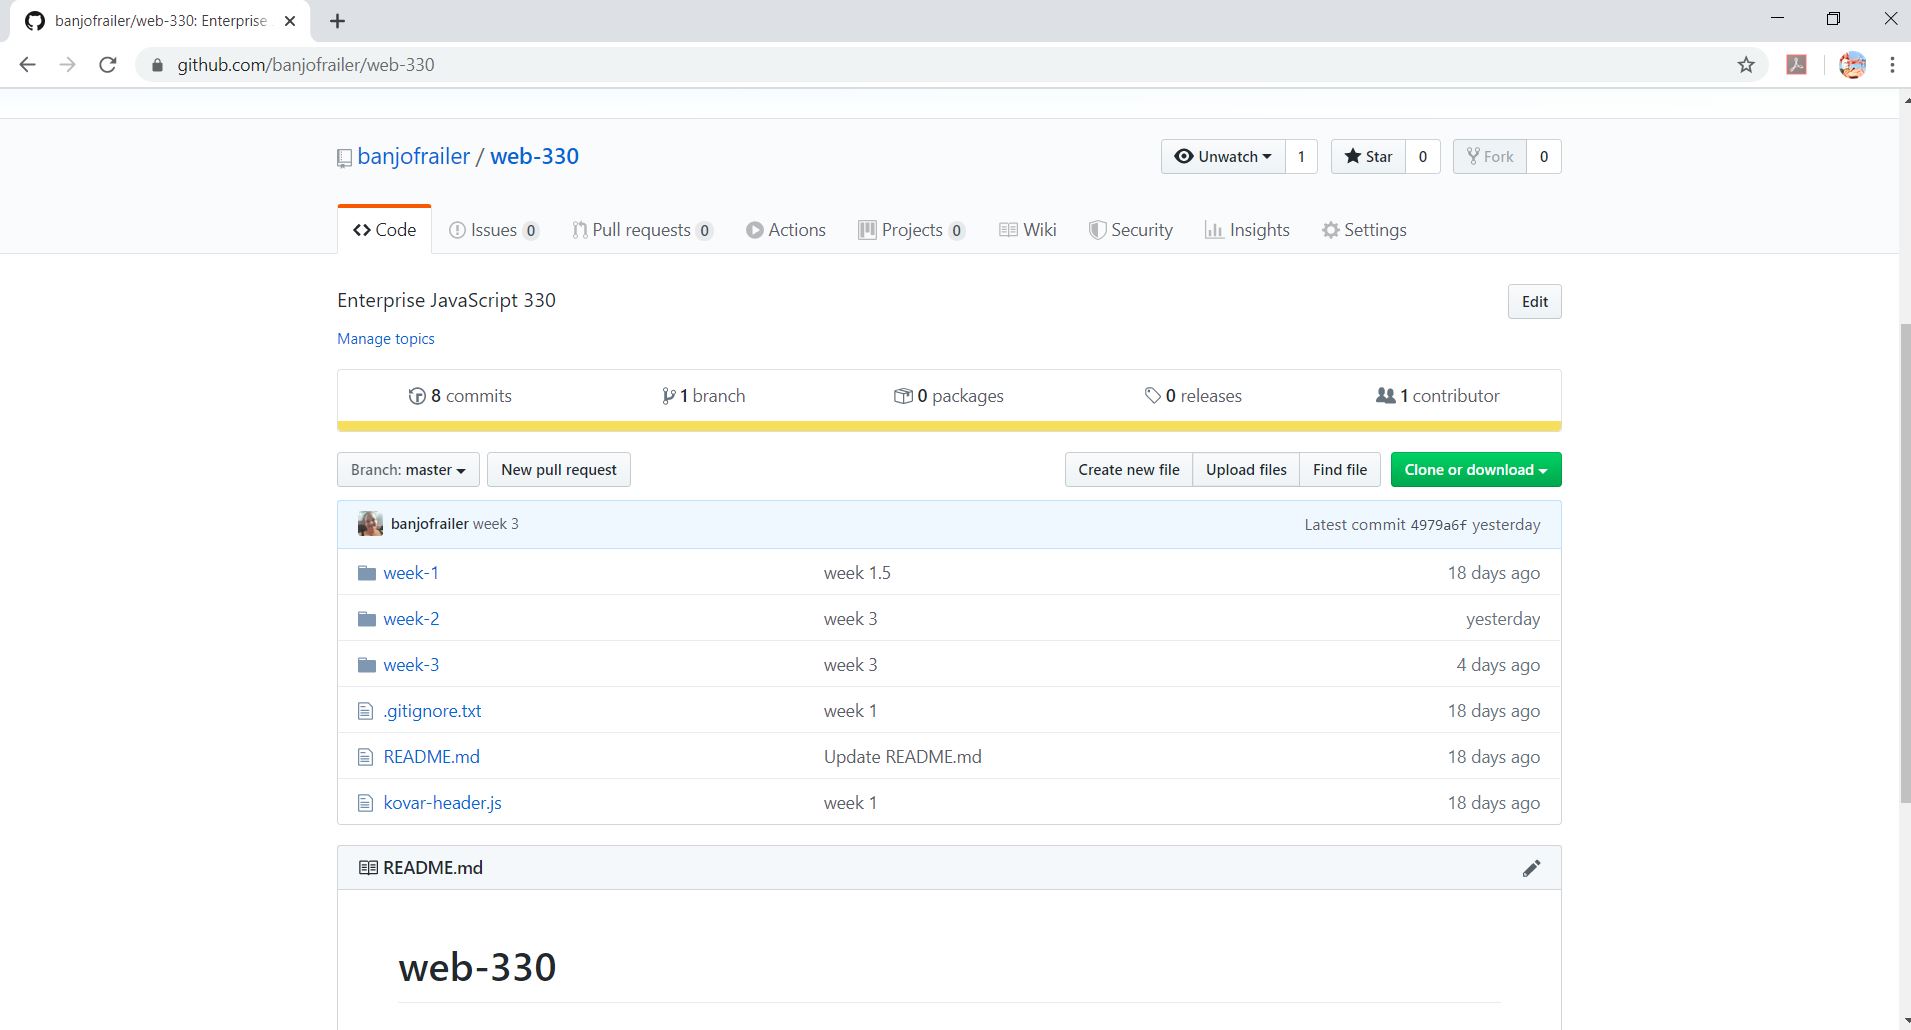 banjofrailer/web-330: Enterprise
github.com/banjofrailer/web-330
banjofrailer / web-330
Unwatch 1 Star 0 Fork 0
Code Issues 0 Pull requests 0 Actions Projects 0 Wiki Security Insights Settings
Enterprise JavaScript 330 Edit
Manage topics
8 commits 1 branch 0 packages 0 releases 1 contributor
Branch: master New pull request Create new file Upload files Find file Clone or download
banjofrailer week 3 Latest commit 4979a6f yesterday
week-1 week 1.5 18 days ago
week-2 week 3 yesterday
week-3 week 3 4 days ago
.gitignore.txt week 1 18 days ago
README.md Update README.md 18 days ago
kovar-header.js week 1 18 days ago
README.md
web-330